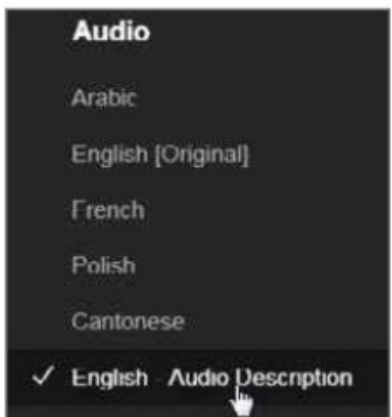 Audio
Arabic
English [Original]
French
Polish
Cantonese
English - Audio Description